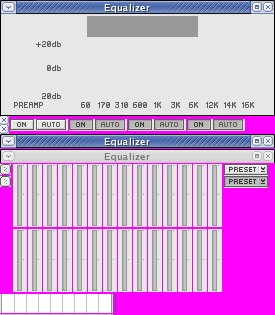 Equalizer
+20db
0db
20db
PREAMP 60 170 310 600 1K 3K 6K 12K 14K 16K
ON AUTO ON AUTO ON AUTO ON AUTO
Equalizer
Equalizer
PRESET
PRESET